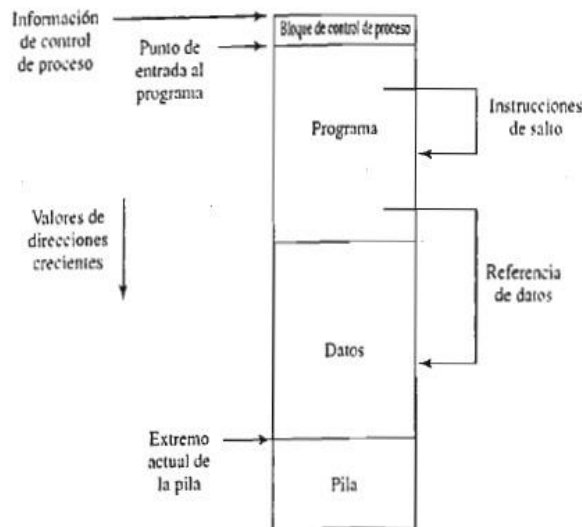 Información
de control
de proceso
Bloque de control de proceso
Punto de
entrada al
programa
Programa
Instrucciones
de salto
Valores de
direcciones
crecientes
Referencia
de datos
Datos
Extremo
actual de
la pila
Pila